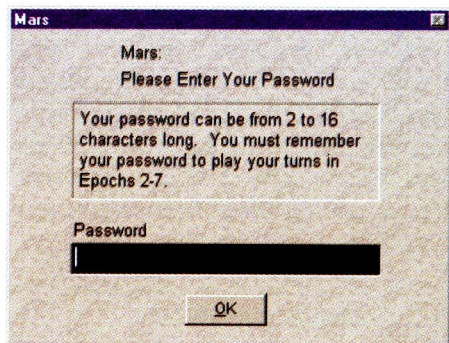 Mars
Mars:
Please Enter Your Password
Your password can be from 2 to 16
characters long.  You must remember
your password to play your turns in
Epochs 2-7.
Password
OK